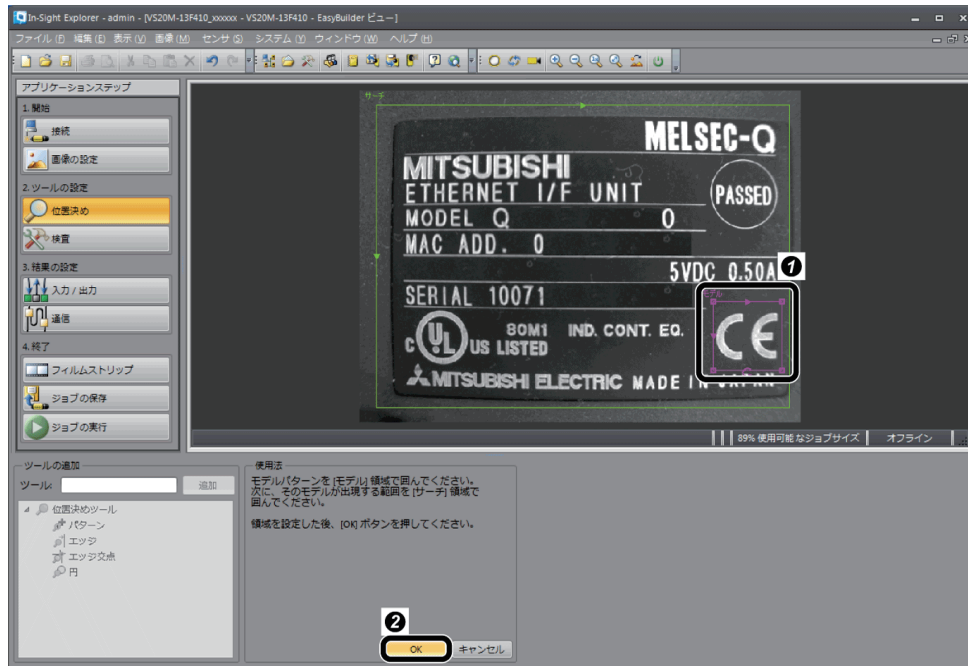 In-Sight Explorer - admin - [VS20M-13F410_xxxxxx - VS20M-13F410 - EasyBuilder ビュー]
ファイル(F) 編集(E) 表示(V) 画像(M) センサ(S) システム(Y) ウィンドウ(W) ヘルプ(H)
アプリケーションステップ
1. 開始
接続
画像の設定
2. ツールの設定
位置決め
検査
3. 結果の設定
入力 / 出力
通信
4. 終了
フィルムストリップ
ジョブの保存
ジョブの実行
サーチ
MELSEC-Q
MITSUBISHI
ETHERNET I/F UNIT
PASSED
MODEL Q 0
MAC ADD. 0
5VDC 0.50A
1
SERIAL 10071
モデル
C UL US LISTED
80M1 IND. CONT. EQ.
CE
MITSUBISHI ELECTRIC MADE IN JAPAN
89% 使用可能なジョブサイズ オフライン
ツールの追加
ツール: 追加
位置決めツール
パターン
エッジ
エッジ交点
円
使用法
モデルパターンを [モデル] 領域で囲んでください。
次に、そのモデルが出現する範囲を [サーチ] 領域で
囲んでください。
領域を設定した後、[OK] ボタンを押してください。
2
OK キャンセル